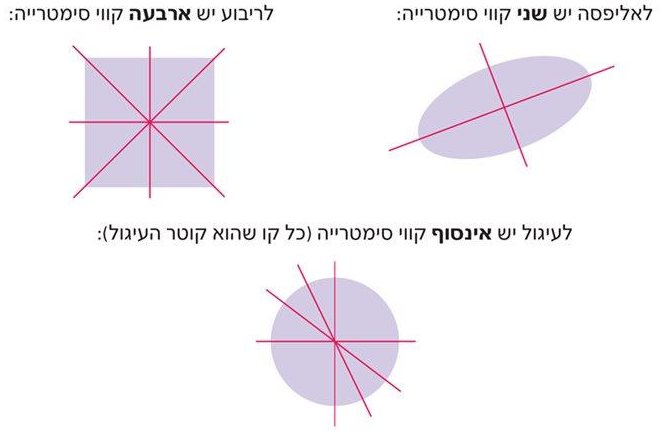 לאליפסה יש שני קווי סימטרייה:
לריבוע יש ארבעה קווי סימטרייה:
לעיגול יש אינסוף קווי סימטרייה (כל קו שהוא קוטר העיגול):